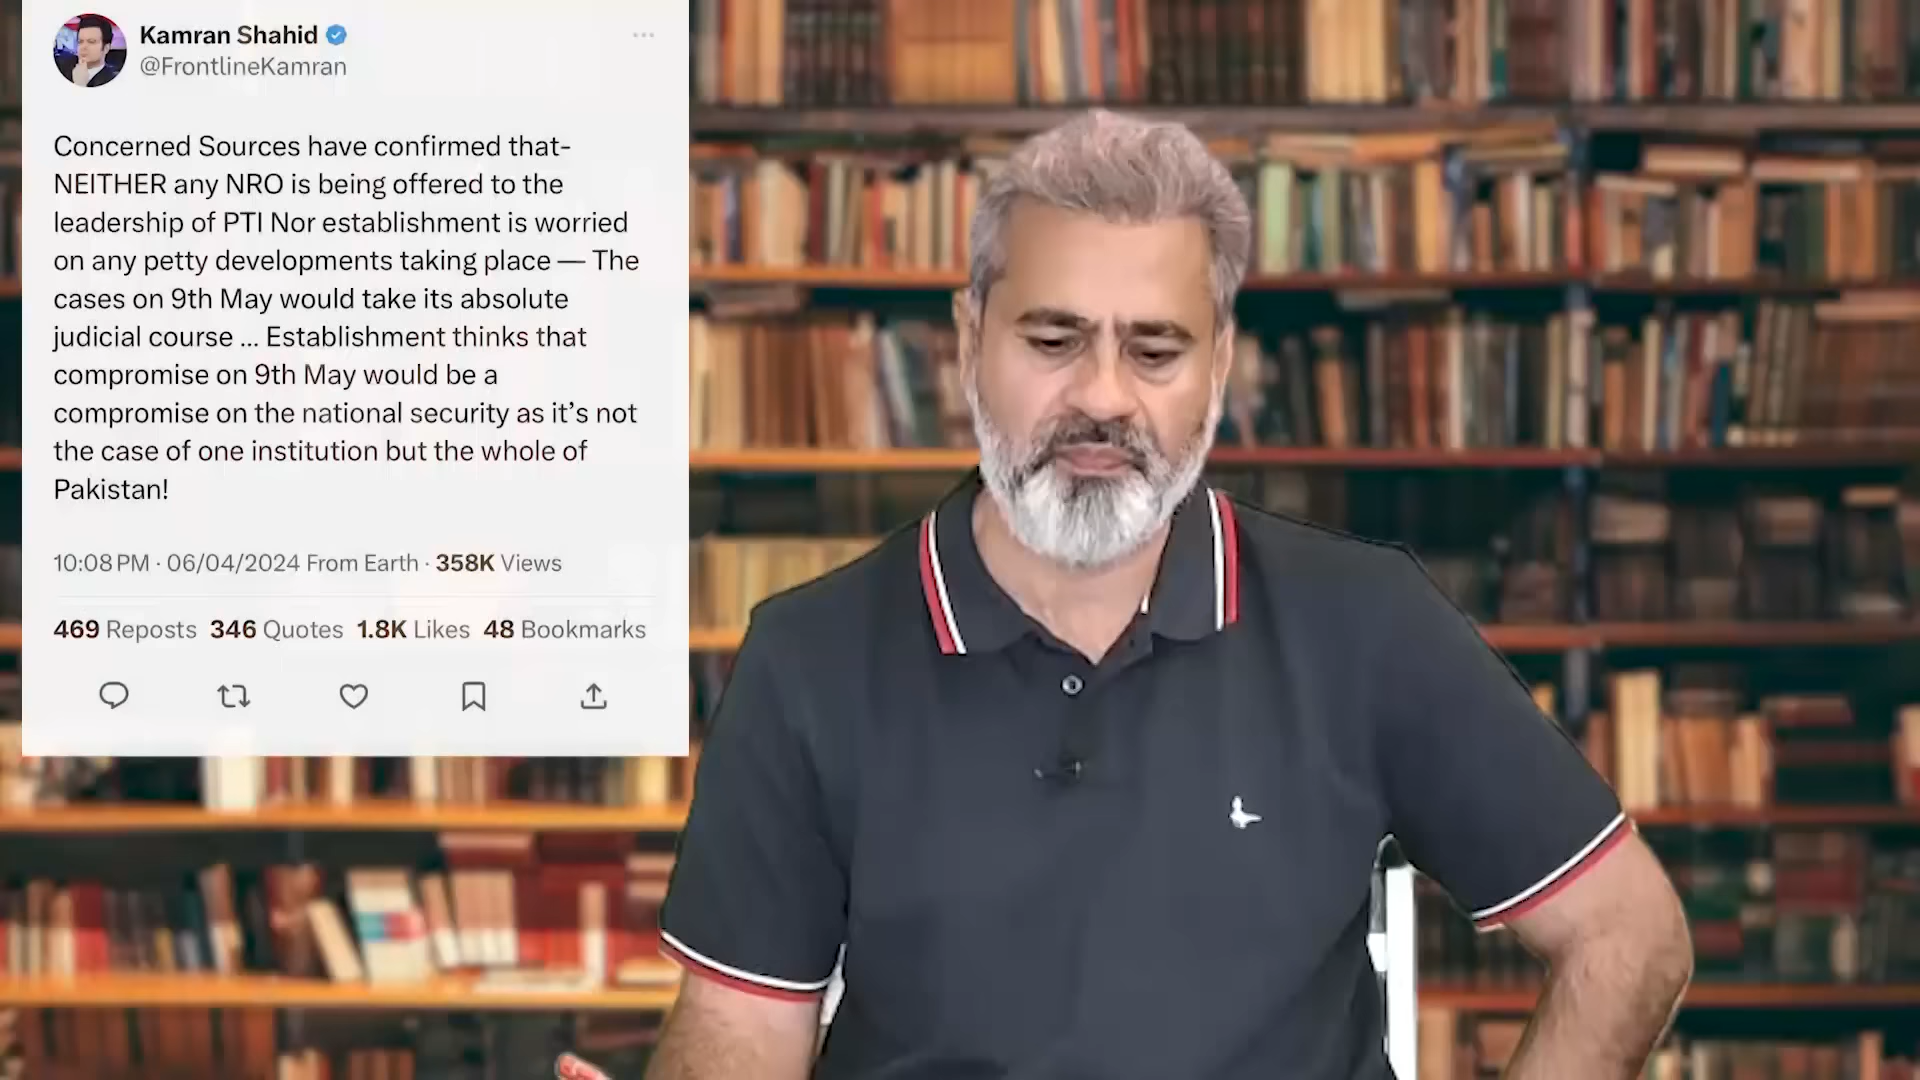 Kamran Shahid
@FrontlineKamran
Concerned Sources have confirmed that-
NEITHER any NRO is being offered to the
leadership of PTI Nor establishment is worried
on any petty developments taking place — The
cases on 9th May would take its absolute
judicial course ... Establishment thinks that
compromise on 9th May would be a
compromise on the national security as it’s not
the case of one institution but the whole of
Pakistan!
10:08 PM · 06/04/2024 From Earth · 358K Views
469 Reposts 346 Quotes 1.8K Likes 48 Bookmarks